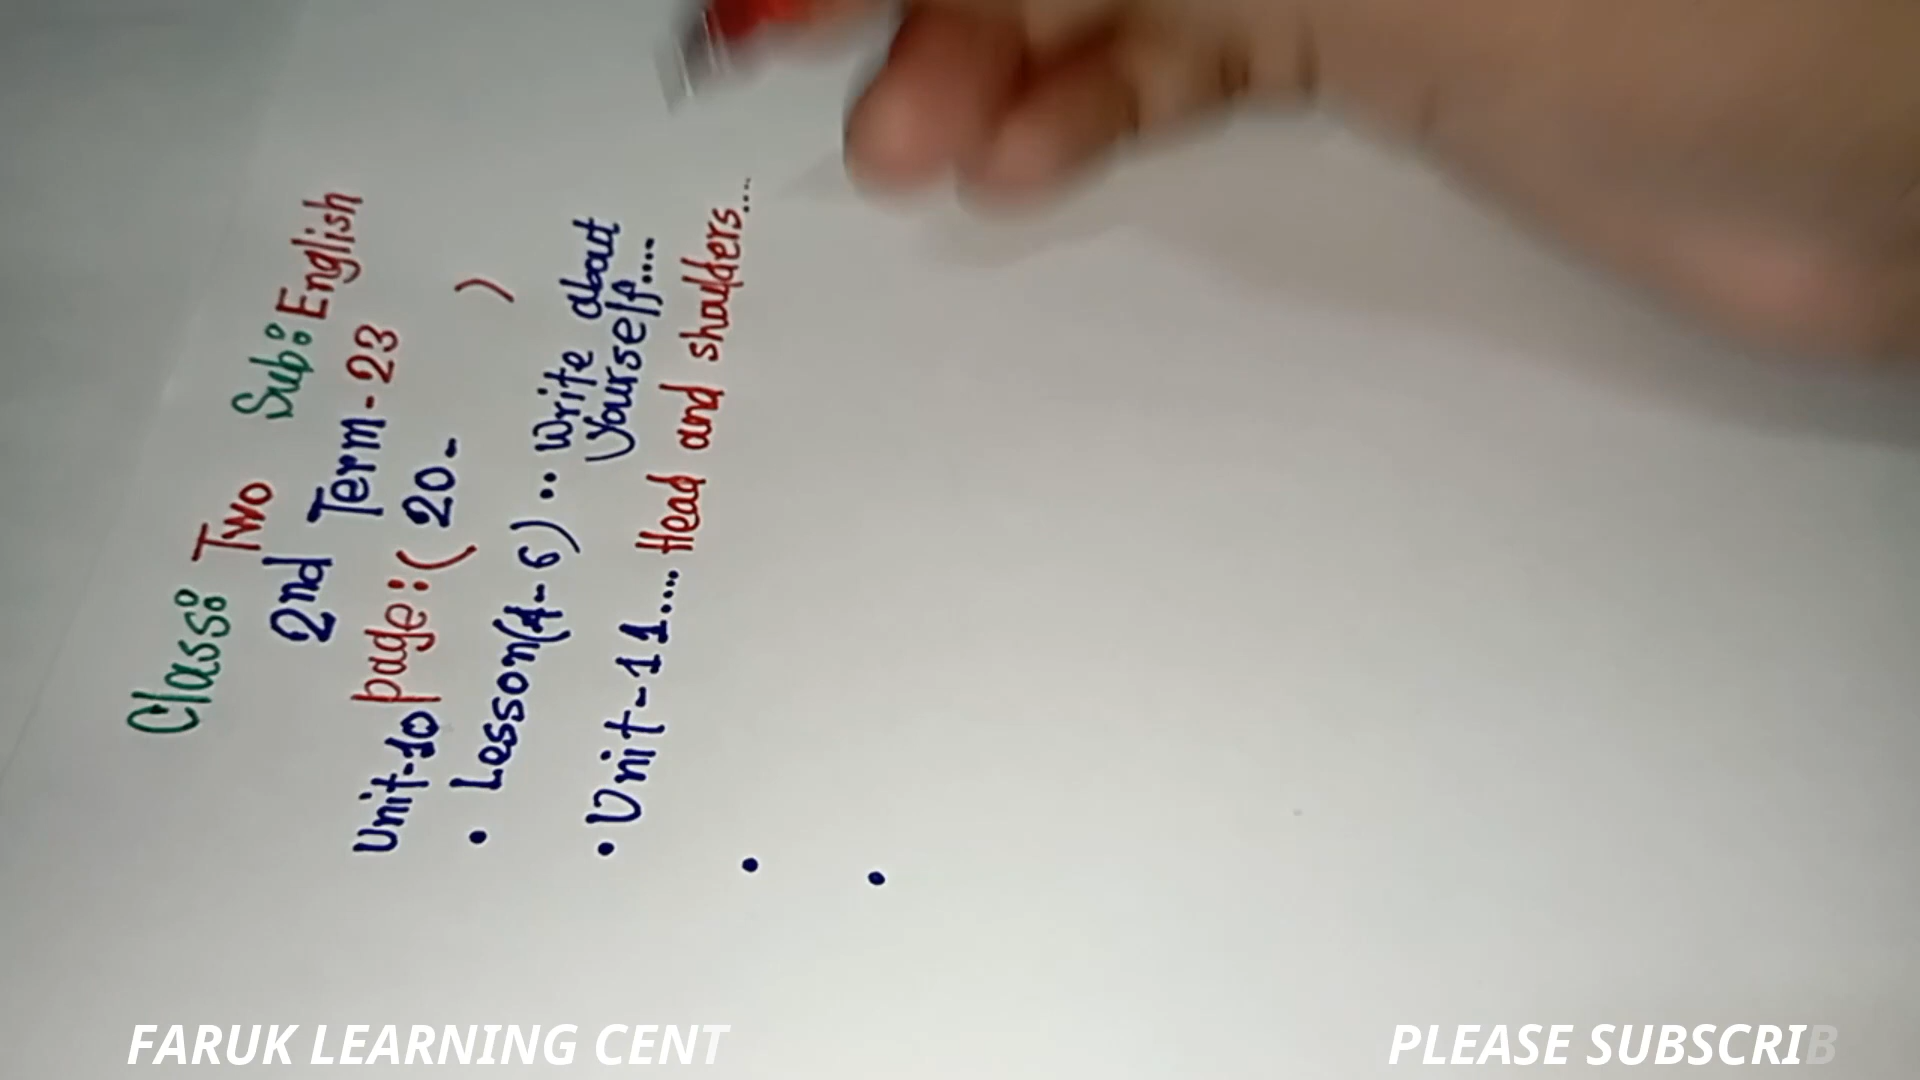 Class: Two Sub: English
2nd Term - 23
Unit-10 page: ( 20- )
• Lesson(4-6) .. Write about
yourself....
• Unit-11.... Head and shoulders....
•
•
FARUK LEARNING CENT
PLEASE SUBSCRIB